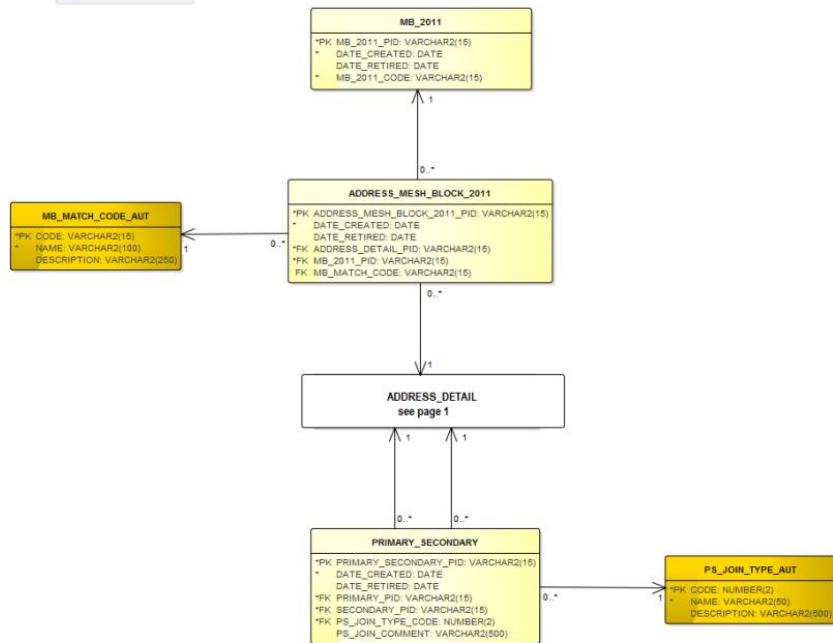 MB_2011
*PK MB_2011_PID: VARCHAR2(15)
* DATE_CREATED: DATE
DATE_RETIRED: DATE
* MB_2011_CODE: VARCHAR2(15)
1
0..*
ADDRESS_MESH_BLOCK_2011
*PK ADDRESS_MESH_BLOCK_2011_PID: VARCHAR2(15)
* DATE_CREATED: DATE
DATE_RETIRED: DATE
*FK ADDRESS_DETAIL_PID: VARCHAR2(15)
*FK MB_2011_PID: VARCHAR2(15)
FK MB_MATCH_CODE: VARCHAR2(15)
MB_MATCH_CODE_AUT
*PK CODE: VARCHAR2(15)
* NAME: VARCHAR2(100)
DESCRIPTION: VARCHAR2(250)
1
0..*
0..*
1
ADDRESS_DETAIL
see page 1
1
1
0..*
0..*
PRIMARY_SECONDARY
*PK PRIMARY_SECONDARY_PID: VARCHAR2(15)
* DATE_CREATED: DATE
DATE_RETIRED: DATE
*FK PRIMARY_PID: VARCHAR2(15)
*FK SECONDARY_PID: VARCHAR2(15)
*FK PS_JOIN_TYPE_CODE: NUMBER(2)
PS_JOIN_COMMENT: VARCHAR2(500)
0..*
1
PS_JOIN_TYPE_AUT
*PK CODE: NUMBER(2)
* NAME: VARCHAR2(50)
DESCRIPTION: VARCHAR2(500)